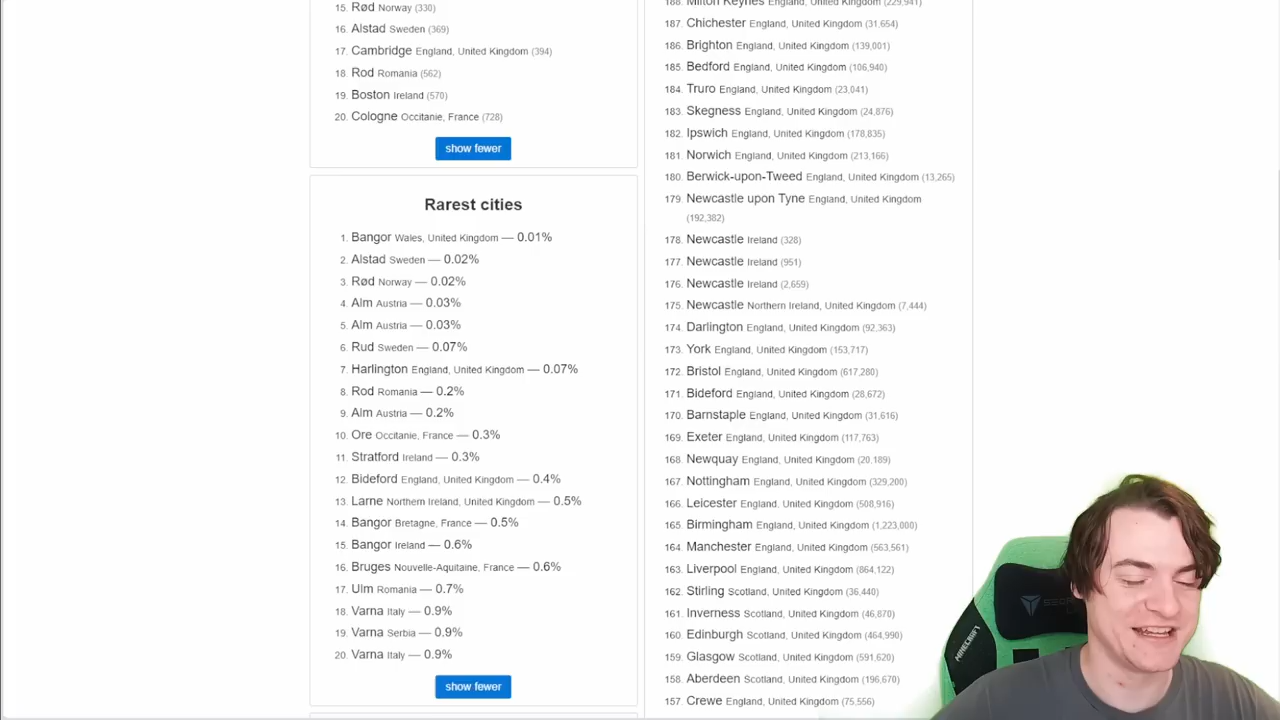 15. Rød Norway (330)
16. Alstad Sweden (369)
17. Cambridge England, United Kingdom (394)
18. Rod Romania (562)
19. Boston Ireland (570)
20. Cologne Occitanie, France (728)
show fewer
Rarest cities
1. Bangor Wales, United Kingdom — 0.01%
2. Alstad Sweden — 0.02%
3. Rød Norway — 0.02%
4. Alm Austria — 0.03%
5. Alm Austria — 0.03%
6. Rud Sweden — 0.07%
7. Harlington England, United Kingdom — 0.07%
8. Rod Romania — 0.2%
9. Alm Austria — 0.2%
10. Ore Occitanie, France — 0.3%
11. Stratford Ireland — 0.3%
12. Bideford England, United Kingdom — 0.4%
13. Larne Northern Ireland, United Kingdom — 0.5%
14. Bangor Bretagne, France — 0.5%
15. Bangor Ireland — 0.6%
16. Bruges Nouvelle-Aquitaine, France — 0.6%
17. Ulm Romania — 0.7%
18. Varna Italy — 0.9%
19. Varna Serbia — 0.9%
20. Varna Italy — 0.9%
show fewer
188. Milton Keynes England, United Kingdom (229,941)
187. Chichester England, United Kingdom (31,654)
186. Brighton England, United Kingdom (139,001)
185. Bedford England, United Kingdom (106,940)
184. Truro England, United Kingdom (23,041)
183. Skegness England, United Kingdom (24,876)
182. Ipswich England, United Kingdom (178,835)
181. Norwich England, United Kingdom (213,166)
180. Berwick-upon-Tweed England, United Kingdom (13,265)
179. Newcastle upon Tyne England, United Kingdom
(192,382)
178. Newcastle Ireland (328)
177. Newcastle Ireland (951)
176. Newcastle Ireland (2,659)
175. Newcastle Northern Ireland, United Kingdom (7,444)
174. Darlington England, United Kingdom (92,363)
173. York England, United Kingdom (153,717)
172. Bristol England, United Kingdom (617,280)
171. Bideford England, United Kingdom (28,672)
170. Barnstaple England, United Kingdom (31,616)
169. Exeter England, United Kingdom (117,763)
168. Newquay England, United Kingdom (20,189)
167. Nottingham England, United Kingdom (329,200)
166. Leicester England, United Kingdom (508,916)
165. Birmingham England, United Kingdom (1,223,000)
164. Manchester England, United Kingdom (563,561)
163. Liverpool England, United Kingdom (864,122)
162. Stirling Scotland, United Kingdom (36,440)
161. Inverness Scotland, United Kingdom (46,870)
160. Edinburgh Scotland, United Kingdom (464,990)
159. Glasgow Scotland, United Kingdom (591,620)
158. Aberdeen Scotland, United Kingdom (196,670)
157. Crewe England, United Kingdom (75,556)
MINECRAFT